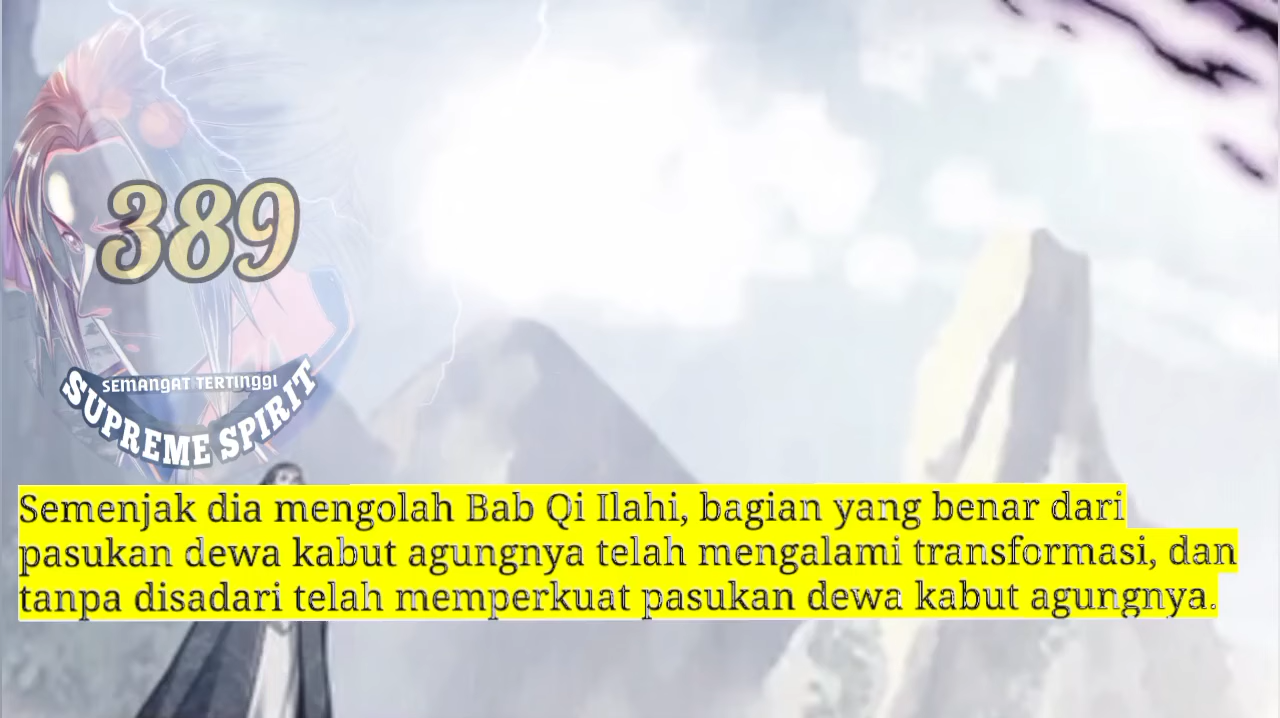 389
SEMANGAT TERTINGGI
SUPREME SPIRIT
Semenjak dia mengolah Bab Qi Ilahi, bagian yang benar dari
pasukan dewa kabut agungnya telah mengalami transformasi, dan
tanpa disadari telah memperkuat pasukan dewa kabut agungnya.